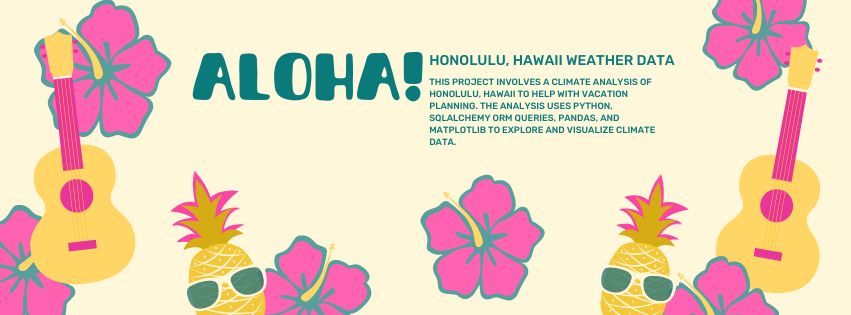 ALOHA!
HONOLULU, HAWAII WEATHER DATA
THIS PROJECT INVOLVES A CLIMATE ANALYSIS OF
HONOLULU, HAWAII TO HELP WITH VACATION
PLANNING. THE ANALYSIS USES PYTHON,
SQLALCHEMY ORM QUERIES, PANDAS, AND
MATPLOTLIB TO EXPLORE AND VISUALIZE CLIMATE
DATA.